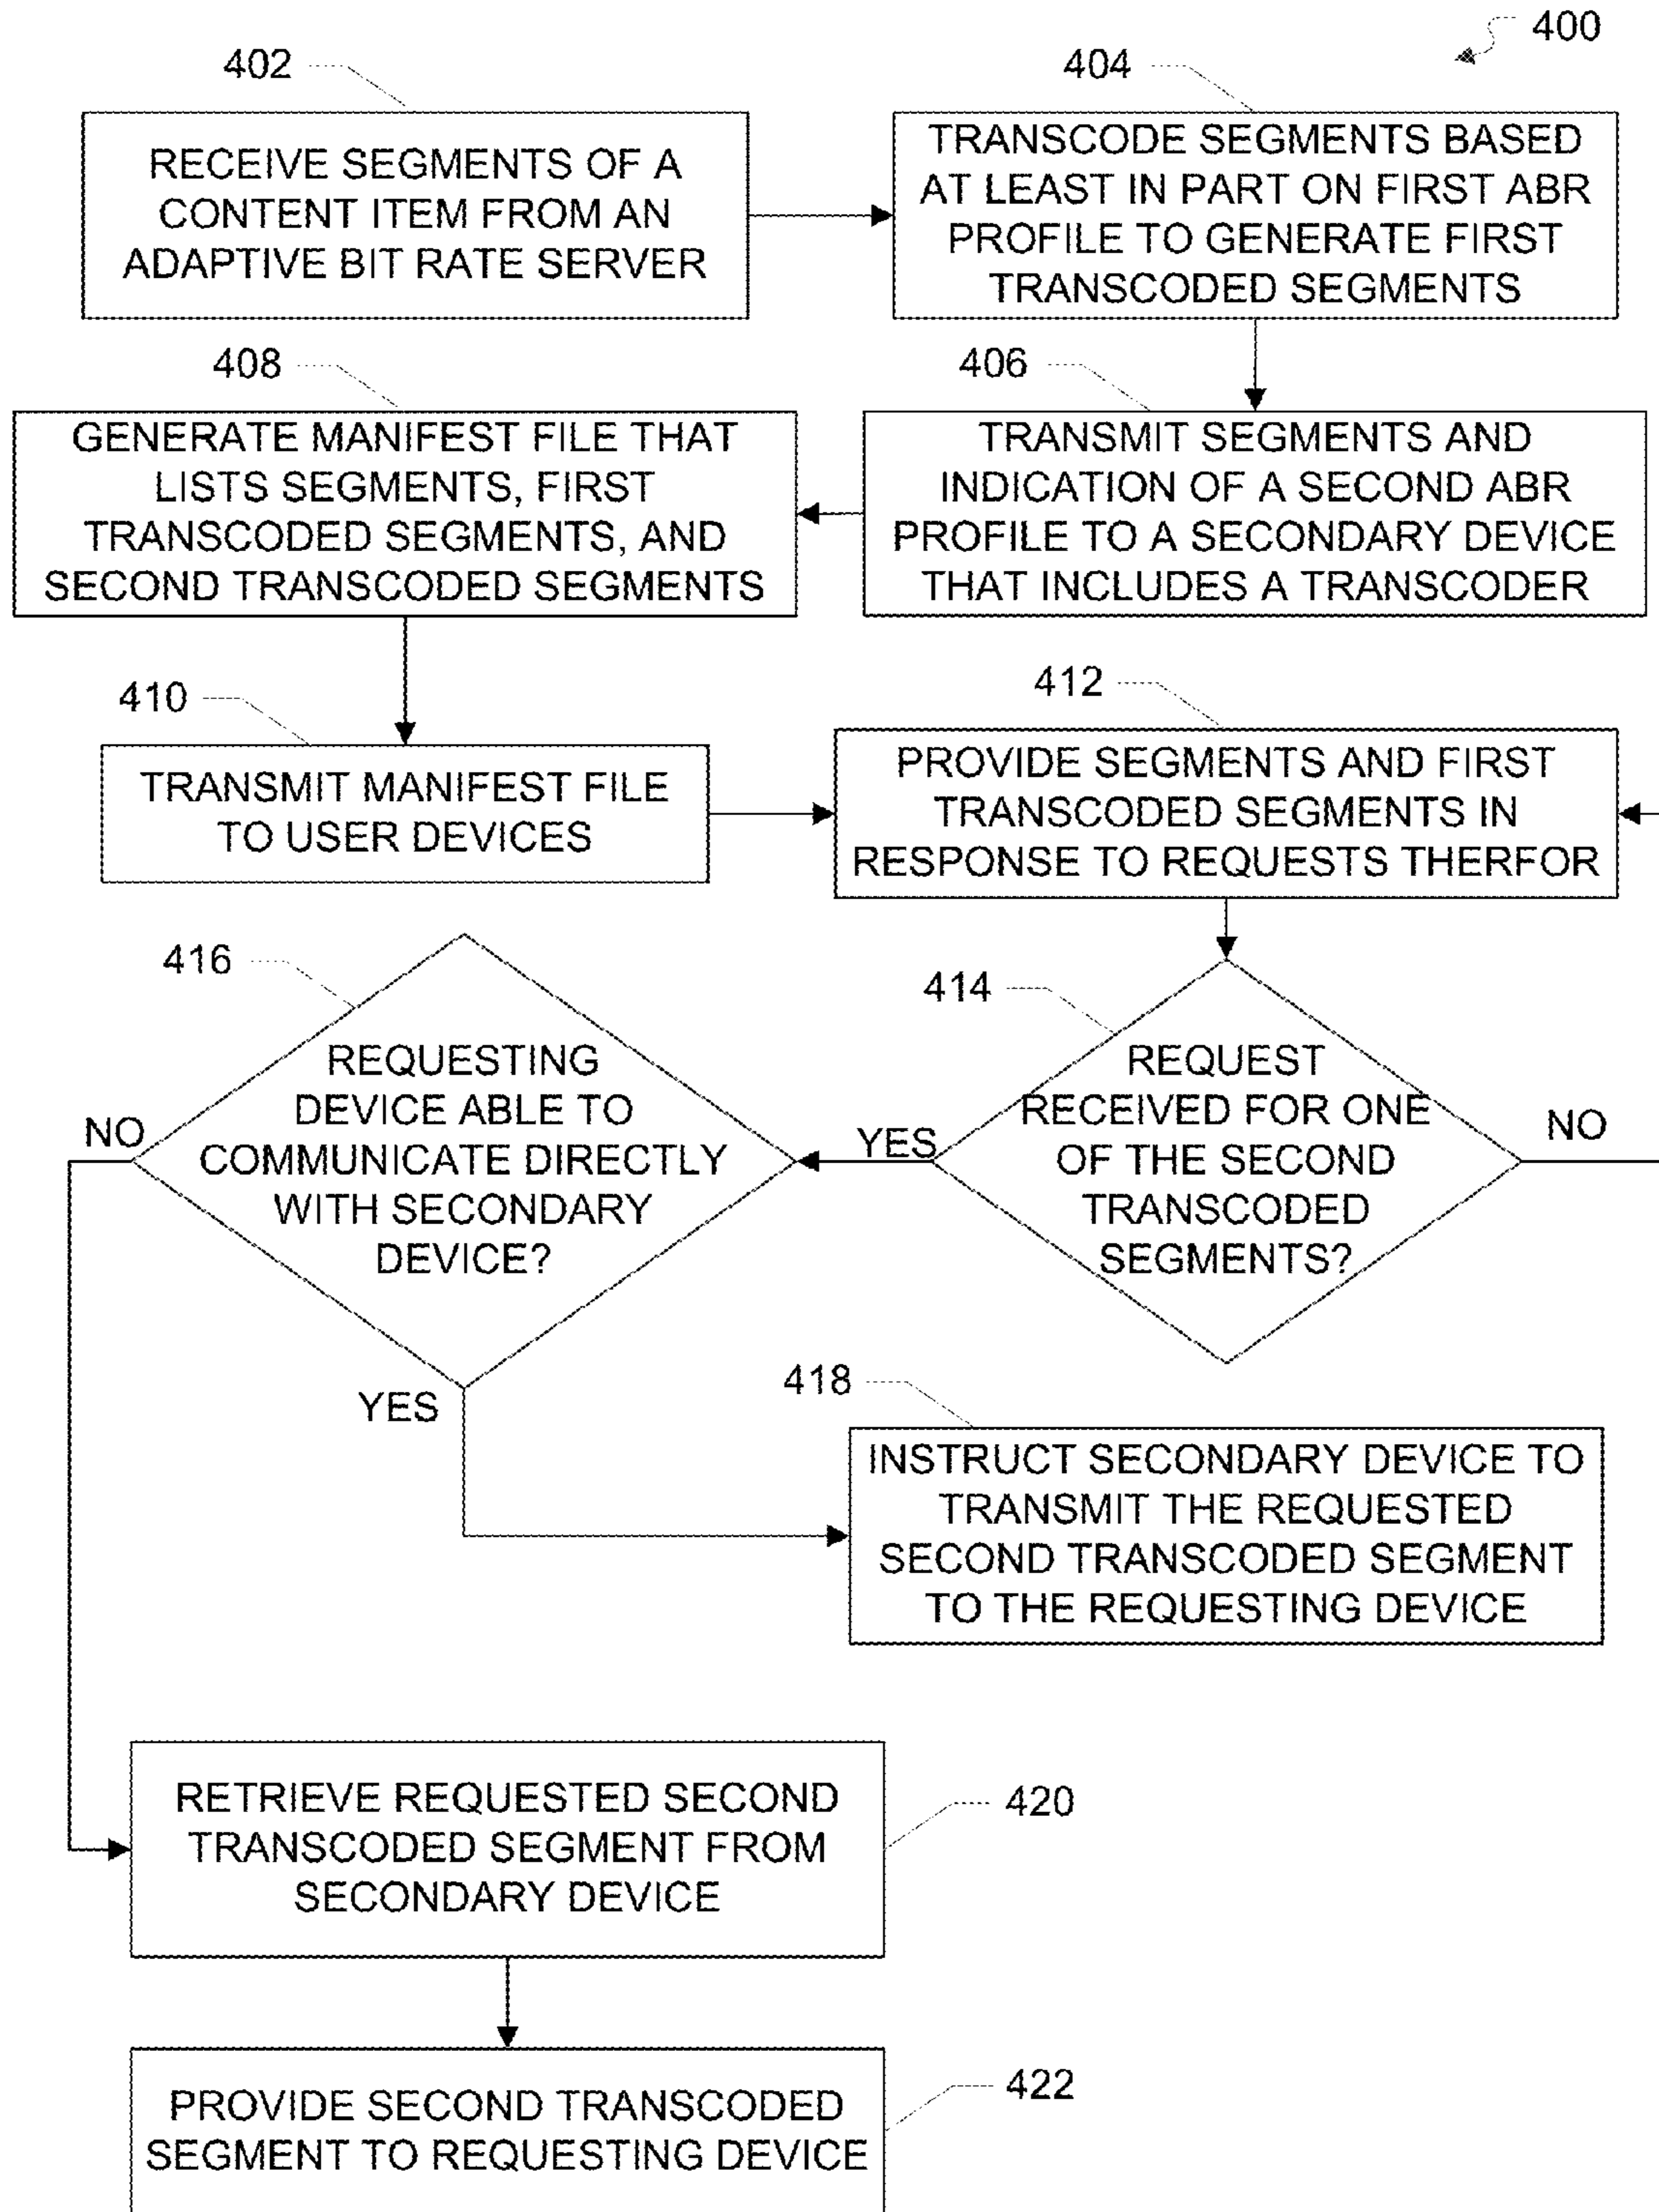 400
402
RECEIVE SEGMENTS OF A
CONTENT ITEM FROM AN
ADAPTIVE BIT RATE SERVER
404
TRANSCODE SEGMENTS BASED
AT LEAST IN PART ON FIRST ABR
PROFILE TO GENERATE FIRST
TRANSCODED SEGMENTS
406
TRANSMIT SEGMENTS AND
INDICATION OF A SECOND ABR
PROFILE TO A SECONDARY DEVICE
THAT INCLUDES A TRANSCODER
408
GENERATE MANIFEST FILE THAT
LISTS SEGMENTS, FIRST
TRANSCODED SEGMENTS, AND
SECOND TRANSCODED SEGMENTS
410
TRANSMIT MANIFEST FILE
TO USER DEVICES
412
PROVIDE SEGMENTS AND FIRST
TRANSCODED SEGMENTS IN
RESPONSE TO REQUESTS THERFOR
414
REQUEST
RECEIVED FOR ONE
OF THE SECOND
TRANSCODED
SEGMENTS?
NO
YES
416
REQUESTING
DEVICE ABLE TO
COMMUNICATE DIRECTLY
WITH SECONDARY
DEVICE?
NO
YES
418
INSTRUCT SECONDARY DEVICE TO
TRANSMIT THE REQUESTED
SECOND TRANSCODED SEGMENT
TO THE REQUESTING DEVICE
420
RETRIEVE REQUESTED SECOND
TRANSCODED SEGMENT FROM
SECONDARY DEVICE
422
PROVIDE SECOND TRANSCODED
SEGMENT TO REQUESTING DEVICE